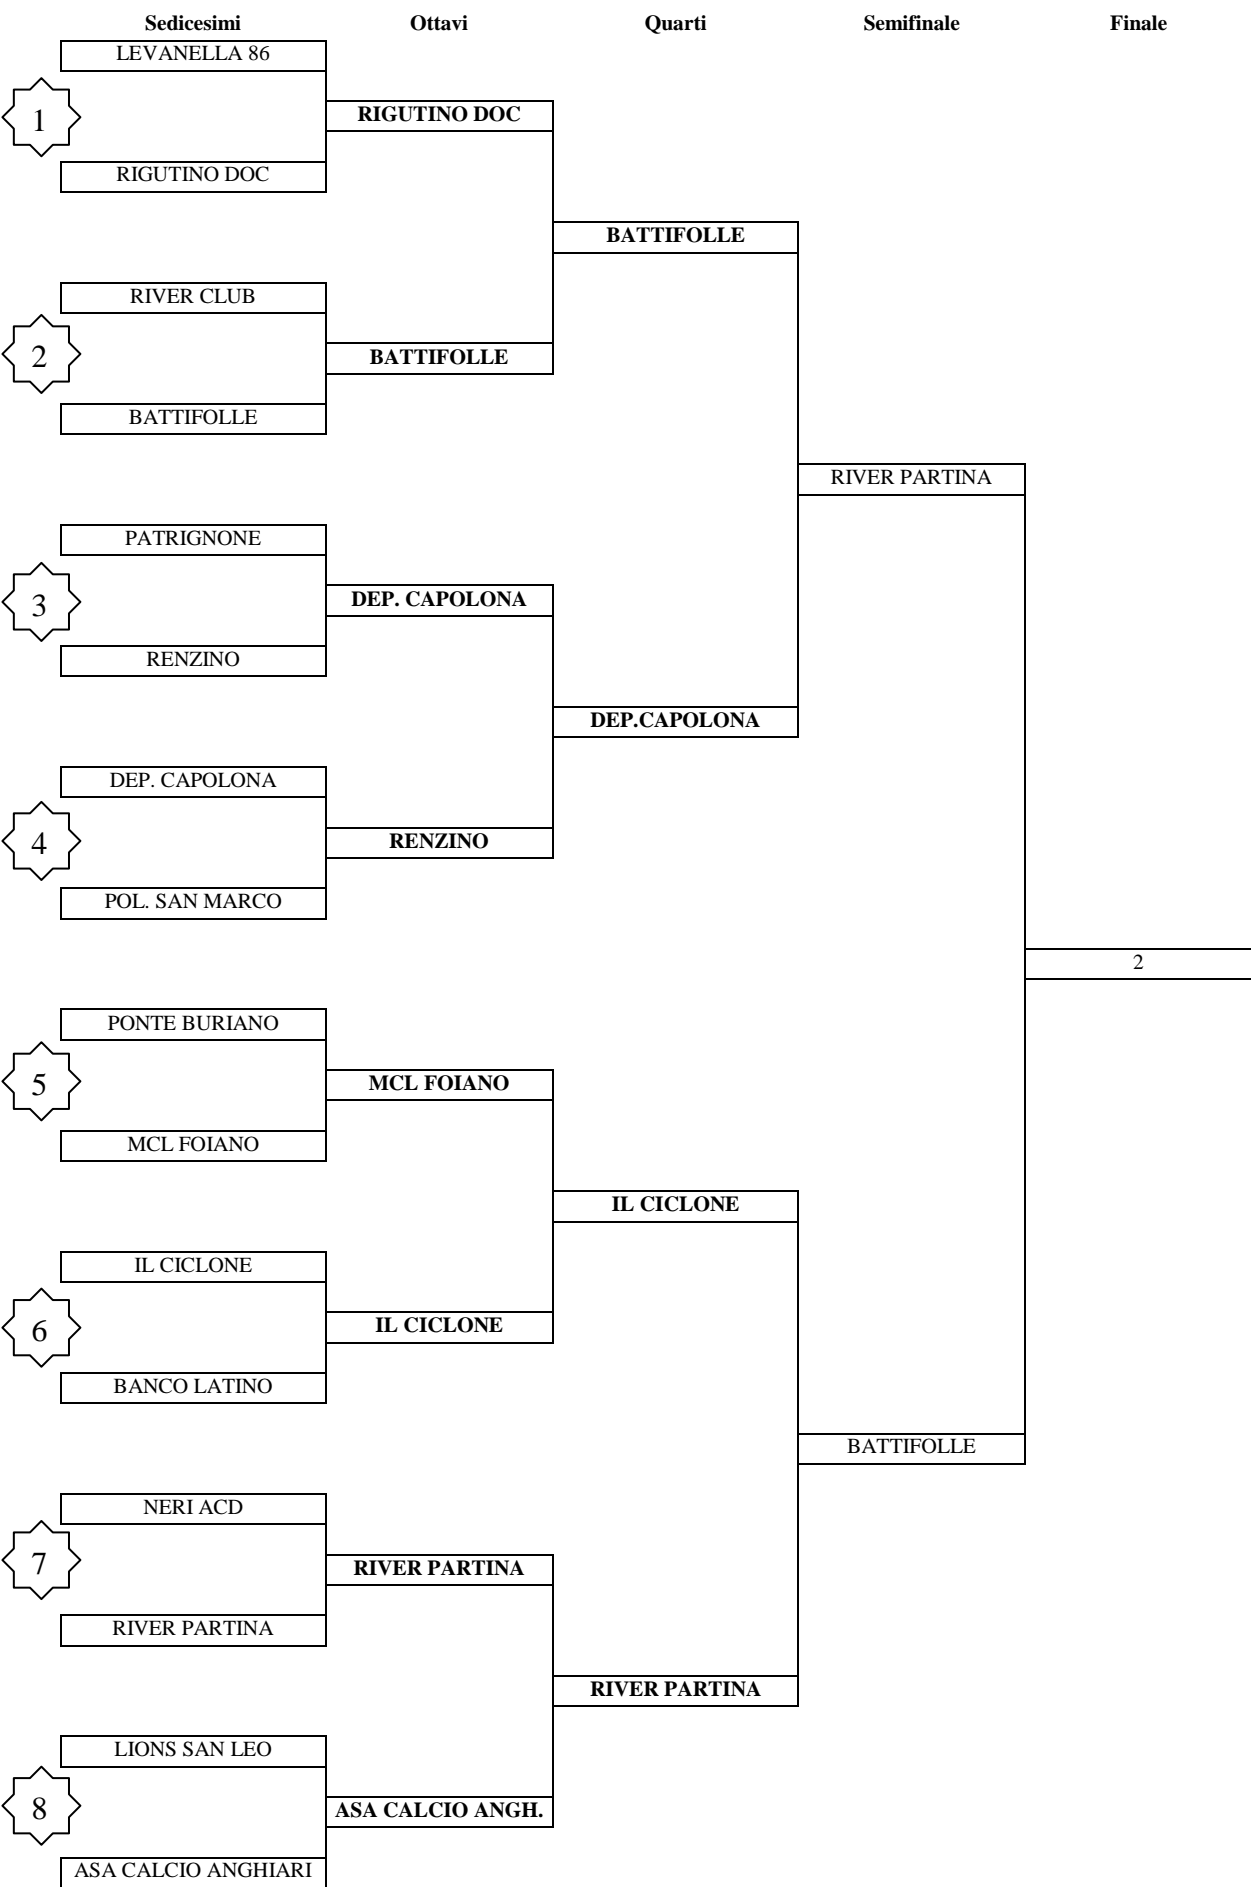 Sedicesimi Ottavi Quarti Semifinale Finale
LEVANELLA 86
1
RIGUTINO DOC
RIGUTINO DOC
BATTIFOLLE
RIVER CLUB
2
BATTIFOLLE
BATTIFOLLE
RIVER PARTINA
PATRIGNONE
3
DEP. CAPOLONA
RENZINO
DEP.CAPOLONA
DEP. CAPOLONA
4
RENZINO
POL. SAN MARCO
2
PONTE BURIANO
5
MCL FOIANO
MCL FOIANO
IL CICLONE
IL CICLONE
6
IL CICLONE
BANCO LATINO
BATTIFOLLE
NERI ACD
7
RIVER PARTINA
RIVER PARTINA
RIVER PARTINA
LIONS SAN LEO
8
ASA CALCIO ANGH.
ASA CALCIO ANGHIARI